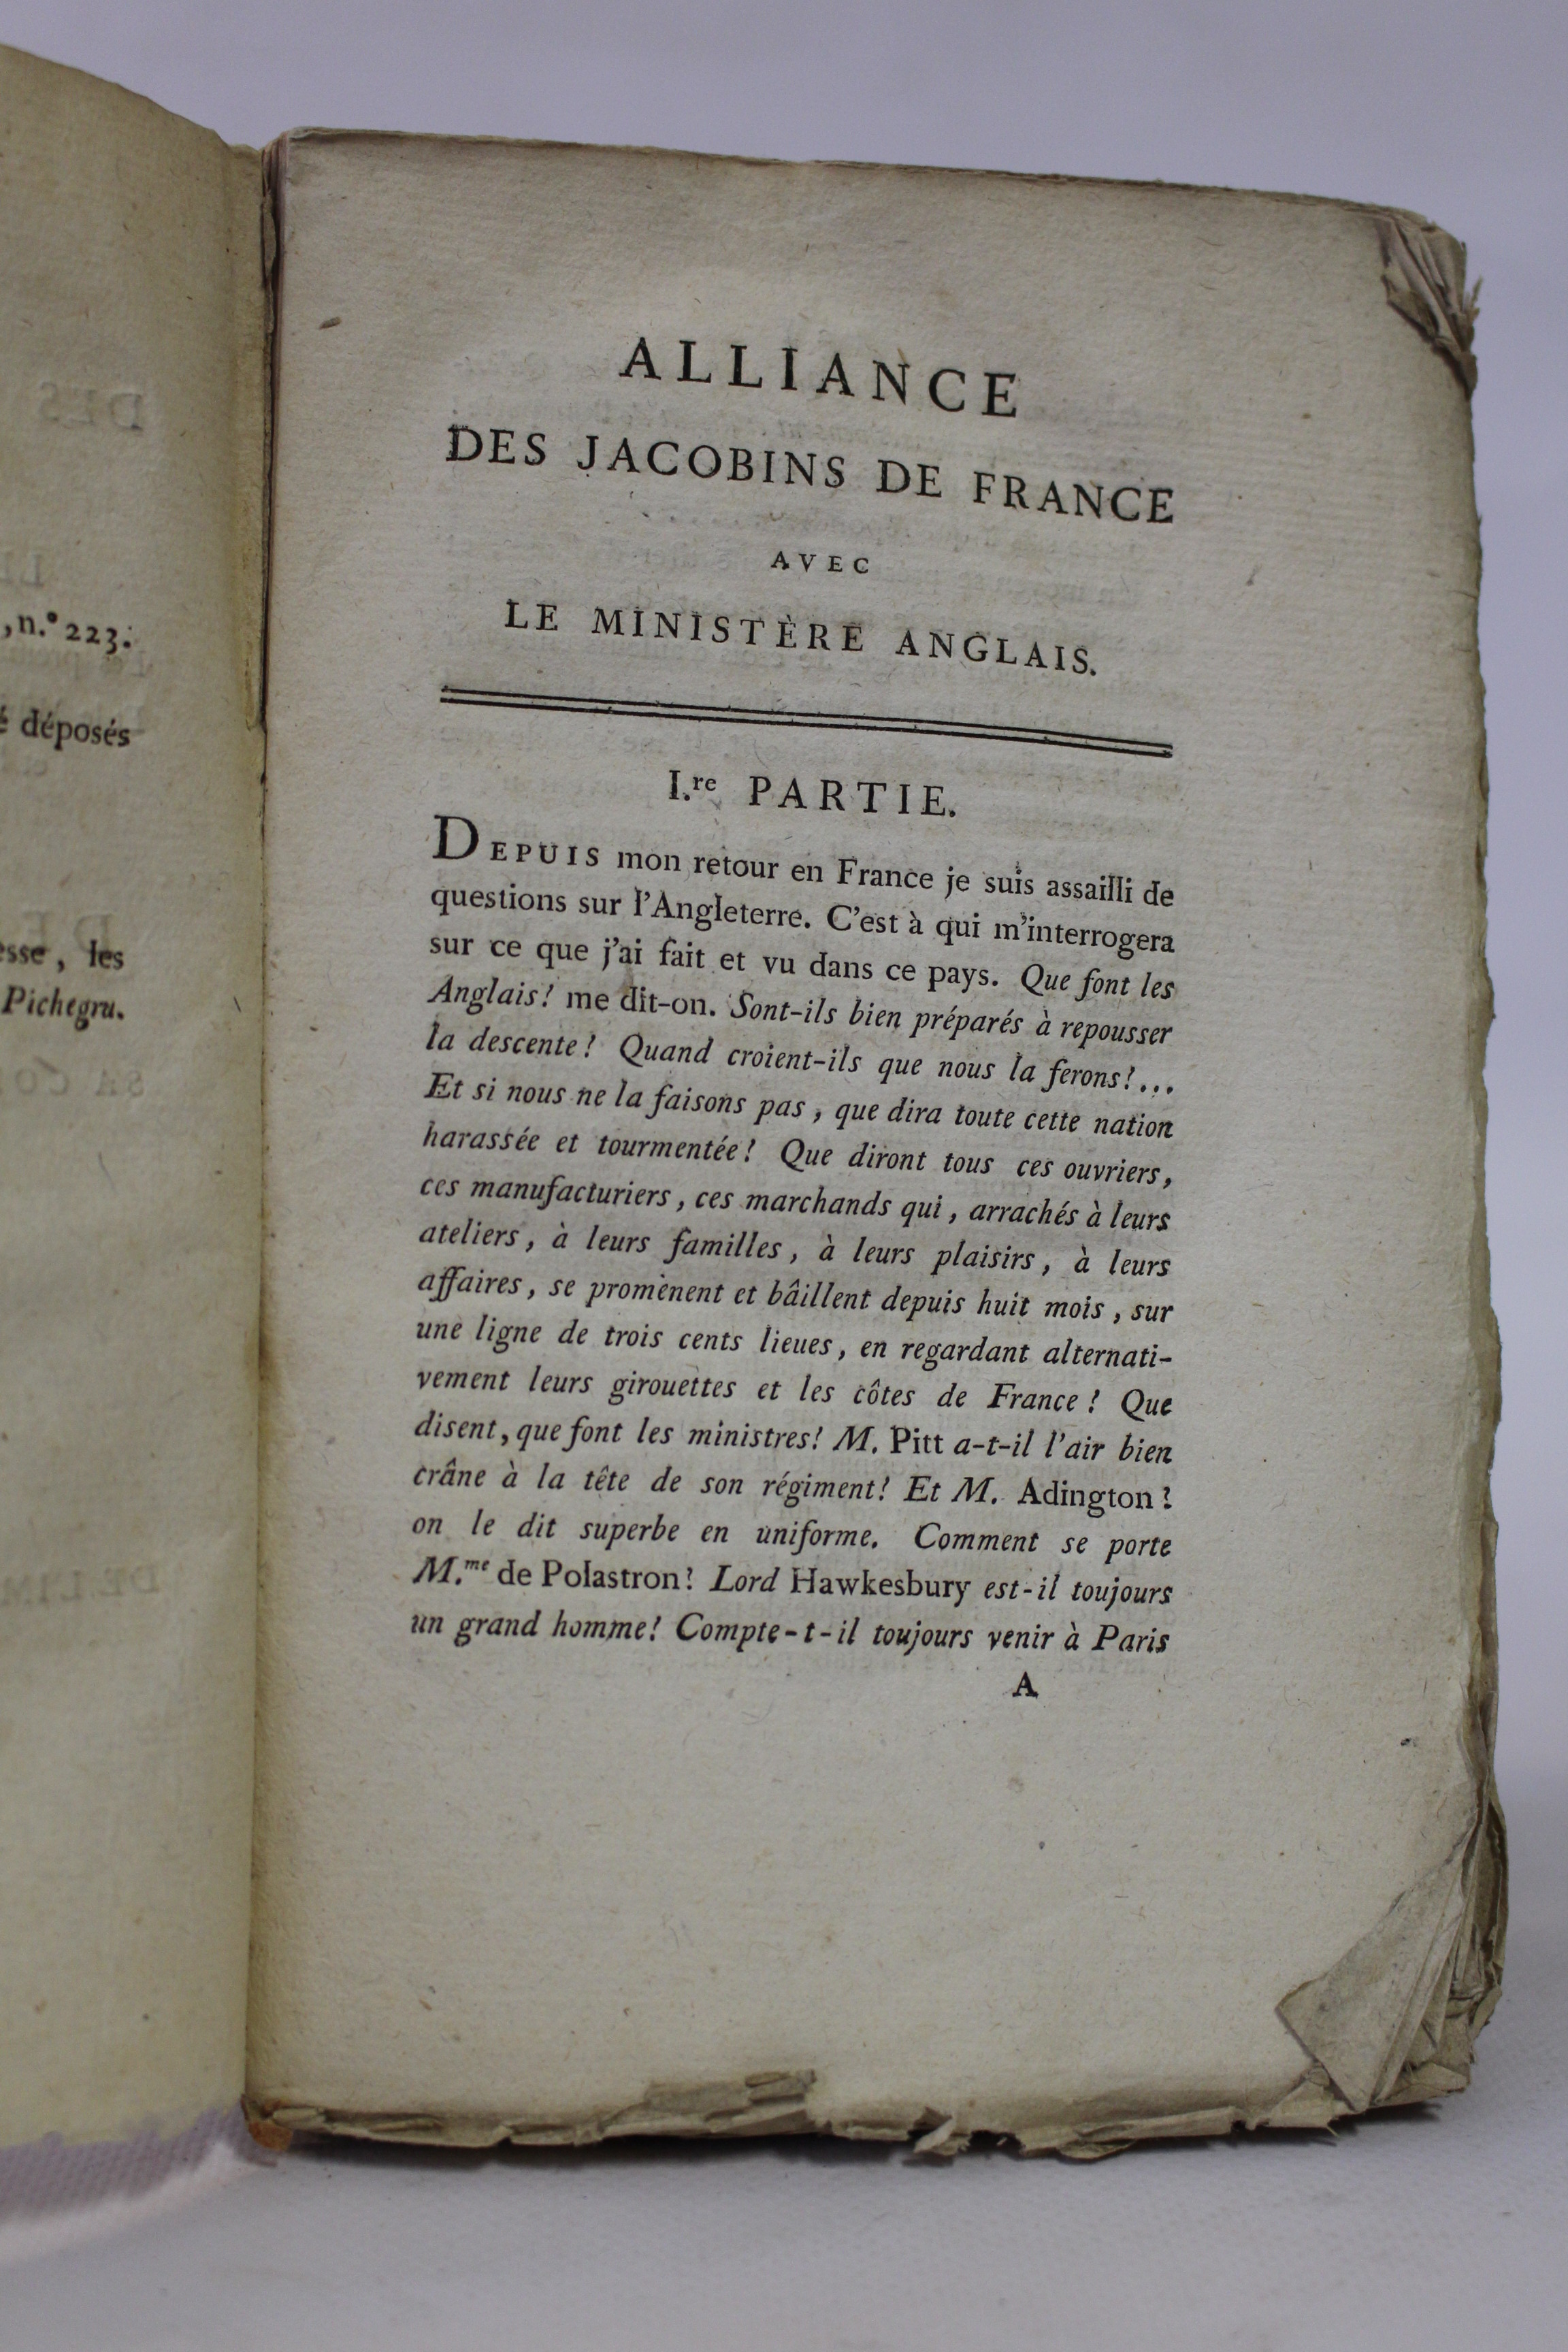 ,n.º 223.
déposés
les
Pichegru.
ALLIANCE
DES JACOBINS DE FRANCE
AVEC
LE MINISTÈRE ANGLAIS.
I.re PARTIE.
DEPUIS mon retour en France je suis assailli de
questions sur l'Angleterre. C'est à qui m'interrogera
sur ce que j'ai fait et vu dans ce pays. Que font les
Anglais? me dit-on. Sont-ils bien préparés à repousser
la descente? Quand croient-ils que nous la ferons?...
Et si nous ne la faisons pas, que dira toute cette nation
harassée et tourmentée? Que diront tous ces ouvriers,
ces manufacturiers, ces marchands qui, arrachés à leurs
ateliers, à leurs familles, à leurs plaisirs, à leurs
affaires, se promènent et bâillent depuis huit mois, sur
une ligne de trois cents lieues, en regardant alternati-
vement leurs girouettes et les côtes de France? Que
disent, que font les ministres? M. Pitt a-t-il l'air bien
crâne à la tête de son régiment? Et M. Adington?
on le dit superbe en uniforme. Comment se porte
M.me de Polastron? Lord Hawkesbury est-il toujours
un grand homme? Compte-t-il toujours venir à Paris
A